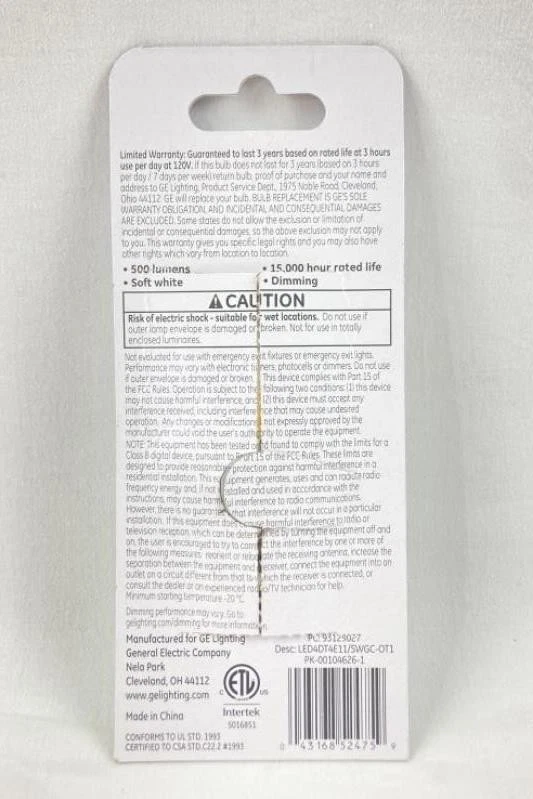 Limited Warranty: Guaranteed to last 3 years based on rated life at 3 hours
use per day at 120V. If this bulb does not last for 3 years (based on 3 hours
per day / 7 days per week) return bulb, proof of purchase and your name and
address to GE Lighting, Product Service Dept., 1975 Noble Road, Cleveland,
Ohio 44112. GE will replace your bulb. BULB REPLACEMENT IS GE'S SOLE
WARRANTY OBLIGATION, AND INCIDENTAL AND CONSEQUENTIAL DAMAGES
ARE EXCLUDED. Some states do not allow the exclusion or limitation of
incidental or consequential damages, so the above exclusion may not apply
to you. This warranty gives you specific legal rights and you may also have
other rights which vary from location to location.
• 500 lumens • 15,000 hour rated life
• Soft white • Dimming
⚠ CAUTION
Risk of electric shock - suitable for wet locations. Do not use if
outer lamp envelope is damaged or broken. Not for use in totally
enclosed luminaires.
Not evaluated for use with emergency exit fixtures or emergency exit lights.
Performance may vary with electronic timers, photocells or dimmers. Do not use
if outer envelope is damaged or broken. This device complies with Part 15 of
the FCC Rules. Operation is subject to the following two conditions: (1) this device
may not cause harmful interference, and (2) this device must accept any
interference received, including interference that may cause undesired
operation. Any changes or modifications not expressly approved by the
manufacturer could void the user's authority to operate the equipment.
NOTE: This equipment has been tested and found to comply with the limits for a
Class B digital device, pursuant to Part 15 of the FCC Rules. These limits are
designed to provide reasonable protection against harmful interference in a
residential installation. This equipment generates, uses and can radiate radio
frequency energy and, if not installed and used in accordance with the
instructions, may cause harmful interference to radio communications.
However, there is no guarantee that interference will not occur in a particular
installation. If this equipment does cause harmful interference to radio or
television reception, which can be determined by turning the equipment off and
on, the user is encouraged to try to correct the interference by one or more of
the following measures: reorient or relocate the receiving antenna, increase the
separation between the equipment and receiver, connect the equipment into an
outlet on a circuit different from that to which the receiver is connected, or
consult the dealer or an experienced radio/TV technician for help.
Minimum starting temperature -20 °C.
Dimming performance may vary. Go to
gelighting.com/dimming for more information.
Manufactured for GE Lighting
General Electric Company
Nela Park
Cleveland, OH 44112
www.gelighting.com
Made in China
CONFORMS TO UL STD. 1993
CERTIFIED TO CSA STD.C22.2 #1993
C ETL US
Intertek
5016851
PC: 93129027
Desc: LED4DT4E11/SWGC-OT1
PK-00104626-1
0 43168 52475 9